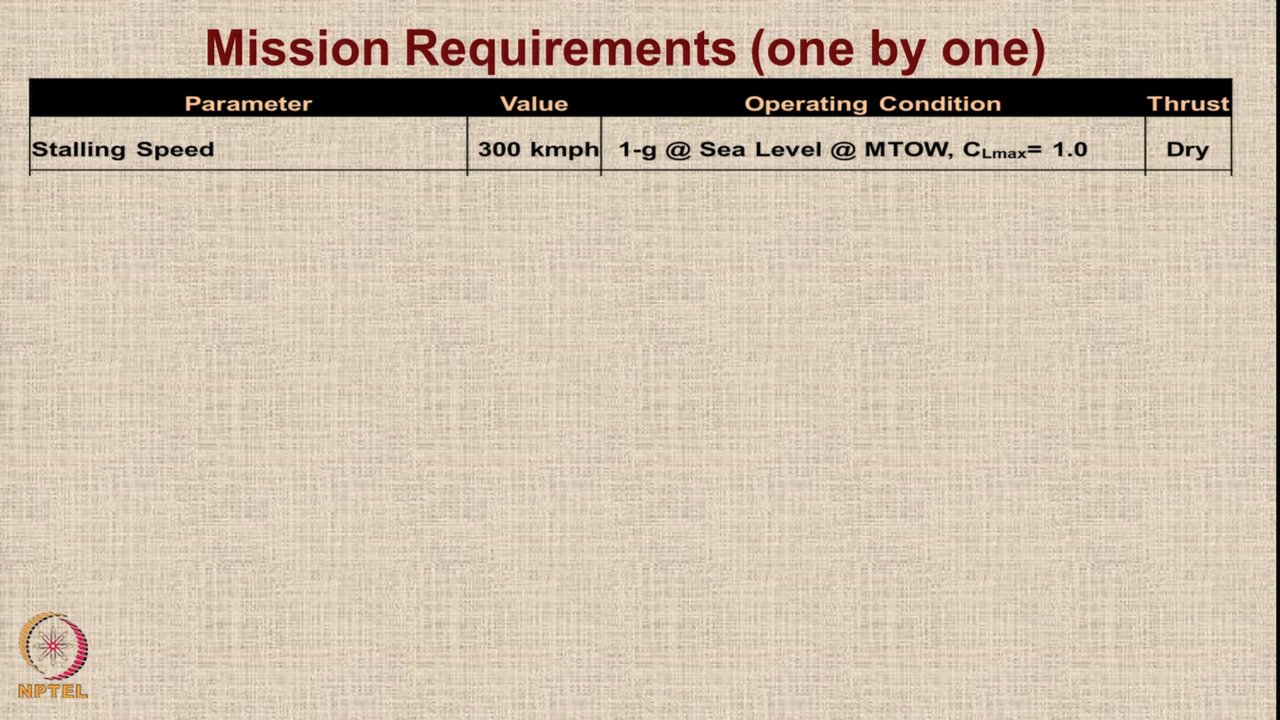 Mission Requirements (one by one)
Parameter Value Operating Condition Thrust
Stalling Speed 300 kmph 1-g @ Sea Level @ MTOW, CLmax= 1.0 Dry
NPTEL